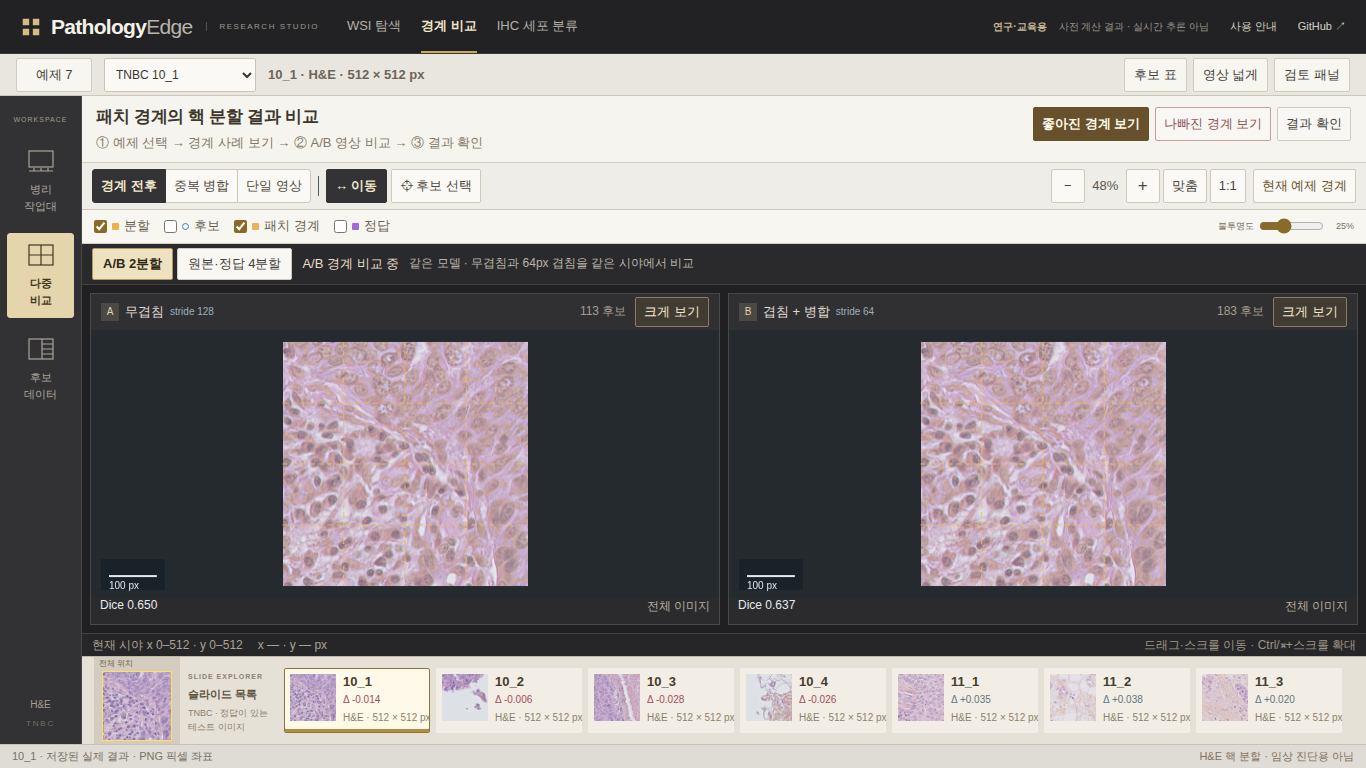 PathologyEdge RESEARCH STUDIO WSI 탐색 경계 비교 IHC 세포 분류 연구·교육용 사전 계산 결과 · 실시간 추론 아님 사용 안내 GitHub ↗
예제 7 TNBC 10_1 10_1 · H&E · 512 × 512 px 후보 표 영상 넓게 검토 패널
WORKSPACE
병리
작업대
다중
비교
후보
데이터
H&E
TNBC
패치 경계의 핵 분할 결과 비교
① 예제 선택 → 경계 사례 보기 → ② A/B 영상 비교 → ③ 결과 확인
좋아진 경계 보기 나빠진 경계 보기 결과 확인
경계 전후 중복 병합 단일 영상 ↔ 이동 후보 선택 − 48% + 맞춤 1:1 현재 예제 경계
분할 후보 패치 경계 정답 불투명도 25%
A/B 2분할 원본·정답 4분할 A/B 경계 비교 중 같은 모델 · 무겹침과 64px 겹침을 같은 시야에서 비교
A 무겹침 stride 128 113 후보 크게 보기
100 px
Dice 0.650 전체 이미지
B 겹침 + 병합 stride 64 183 후보 크게 보기
100 px
Dice 0.637 전체 이미지
현재 시야 x 0–512 · y 0–512 x — · y — px 드래그·스크롤 이동 · Ctrl/⌘+스크롤 확대
전체 위치
SLIDE EXPLORER
슬라이드 목록
TNBC · 정답이 있는
테스트 이미지
10_1
Δ -0.014
H&E · 512 × 512 px
10_2
Δ -0.006
H&E · 512 × 512 px
10_3
Δ -0.028
H&E · 512 × 512 px
10_4
Δ -0.026
H&E · 512 × 512 px
11_1
Δ +0.035
H&E · 512 × 512 px
11_2
Δ +0.038
H&E · 512 × 512 px
11_3
Δ +0.020
H&E · 512 × 512 px
10_1 · 저장된 실제 결과 · PNG 픽셀 좌표 H&E 핵 분할 · 임상 진단용 아님